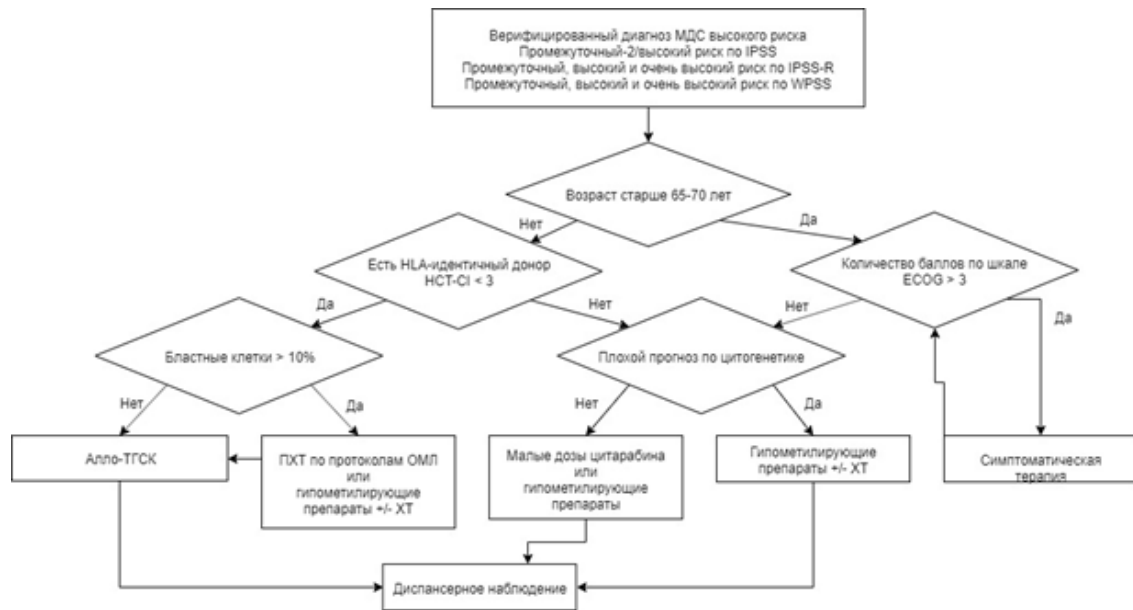 Верифицированный диагноз МДС высокого риска
Промежуточный-2/высокий риск по IPSS
Промежуточный, высокий и очень высокий риск по IPSS-R
Промежуточный, высокий и очень высокий риск по WPSS
Возраст старше 65-70 лет
Нет
Да
Есть HLA-идентичный донор
HCT-CI < 3
Количество баллов по шкале
ECOG > 3
Да
Нет
Нет
Да
Бластные клетки > 10%
Плохой прогноз по цитогенетике
Нет
Да
Нет
Да
Алло-ТГСК
ПХТ по протоколам ОМЛ
или
гипометилирующие
препараты +/- ХТ
Малые дозы цитарабина
или
гипометилирующие
препараты
Гипометилирующие
препараты +/- ХТ
Симптоматическая
терапия
Диспансерное наблюдение